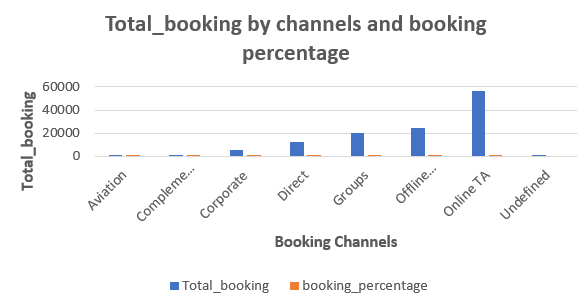 Total_booking by channels and booking
percentage
Total_booking
60000
40000
20000
0
Aviation
Compleme...
Corporate
Direct
Groups
Offline...
Online TA
Undefined
Booking Channels
Total_booking booking_percentage